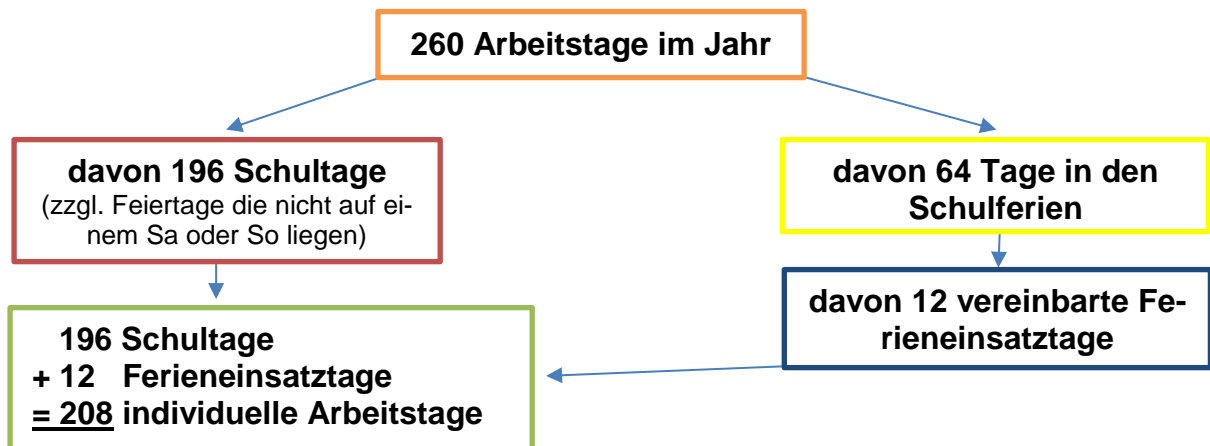 260 Arbeitstage im Jahr
davon 196 Schultage
(zzgl. Feiertage die nicht auf ei-
nem Sa oder So liegen)
davon 64 Tage in den
Schulferien
davon 12 vereinbarte Fe-
rieneinsatztage
196 Schultage
+ 12 Ferieneinsatztage
= 208 individuelle Arbeitstage